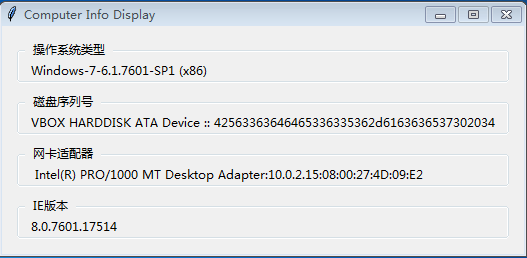 Computer Info Display
操作系统类型
Windows-7-6.1.7601-SP1 (x86)
磁盘序列号
VBOX HARDDISK ATA Device :: 42563363646465336335362d6163636537302034
网卡适配器
Intel(R) PRO/1000 MT Desktop Adapter:10.0.2.15:08:00:27:4D:09:E2
IE版本
8.0.7601.17514